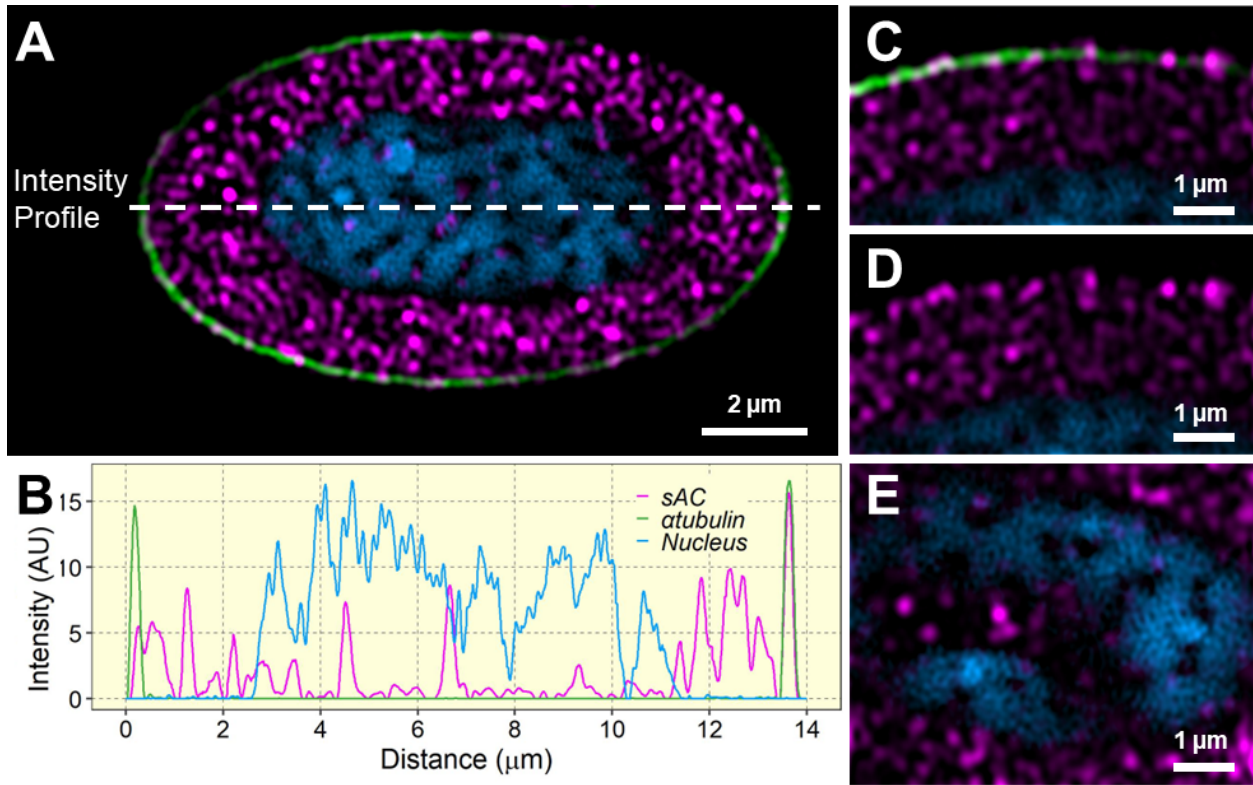 A
Intensity
Profile
2 µm
B
Intensity (AU)
15
10
5
0
sAC
αtubulin
Nucleus
0 2 4 6 8 10 12 14
Distance (µm)
C
1 µm
D
1 µm
E
1 µm